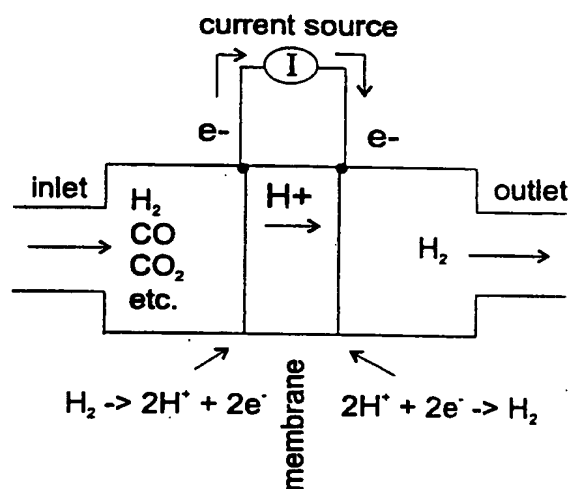 current source
I
e-
e-
inlet
outlet
H₂
CO
CO₂
etc.
H+
H₂
H₂ -> 2H⁺ + 2e⁻
membrane
2H⁺ + 2e⁻ -> H₂